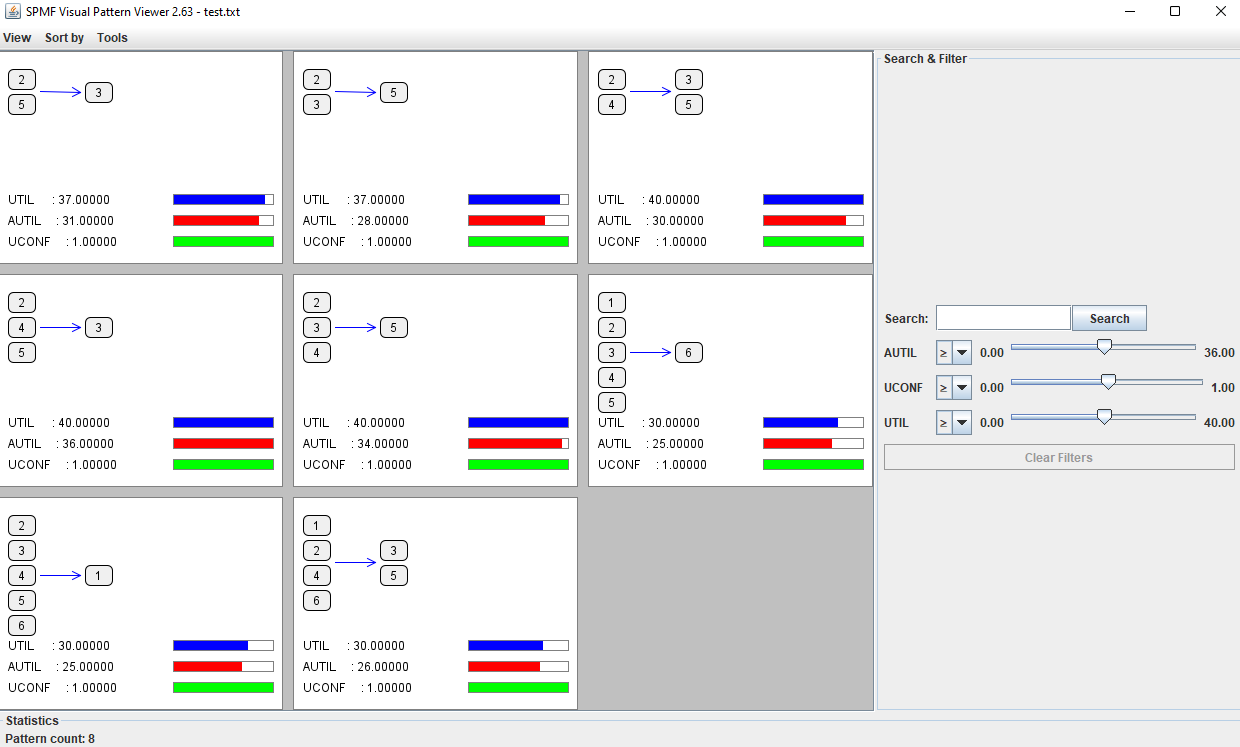 SPMF Visual Pattern Viewer 2.63 - test.txt
View Sort by Tools
2
5
3
UTIL : 37.00000
AUTIL : 31.00000
UCONF : 1.00000
2
3
5
UTIL : 37.00000
AUTIL : 28.00000
UCONF : 1.00000
2
4
3
5
UTIL : 40.00000
AUTIL : 30.00000
UCONF : 1.00000
2
4
5
3
UTIL : 40.00000
AUTIL : 36.00000
UCONF : 1.00000
2
3
4
5
UTIL : 40.00000
AUTIL : 34.00000
UCONF : 1.00000
1
2
3
4
5
6
UTIL : 30.00000
AUTIL : 25.00000
UCONF : 1.00000
2
3
4
5
6
1
UTIL : 30.00000
AUTIL : 25.00000
UCONF : 1.00000
1
2
4
6
3
5
UTIL : 30.00000
AUTIL : 26.00000
UCONF : 1.00000
Search & Filter
Search: Search
AUTIL ≥ 0.00 36.00
UCONF ≥ 0.00 1.00
UTIL ≥ 0.00 40.00
Clear Filters
Statistics
Pattern count: 8